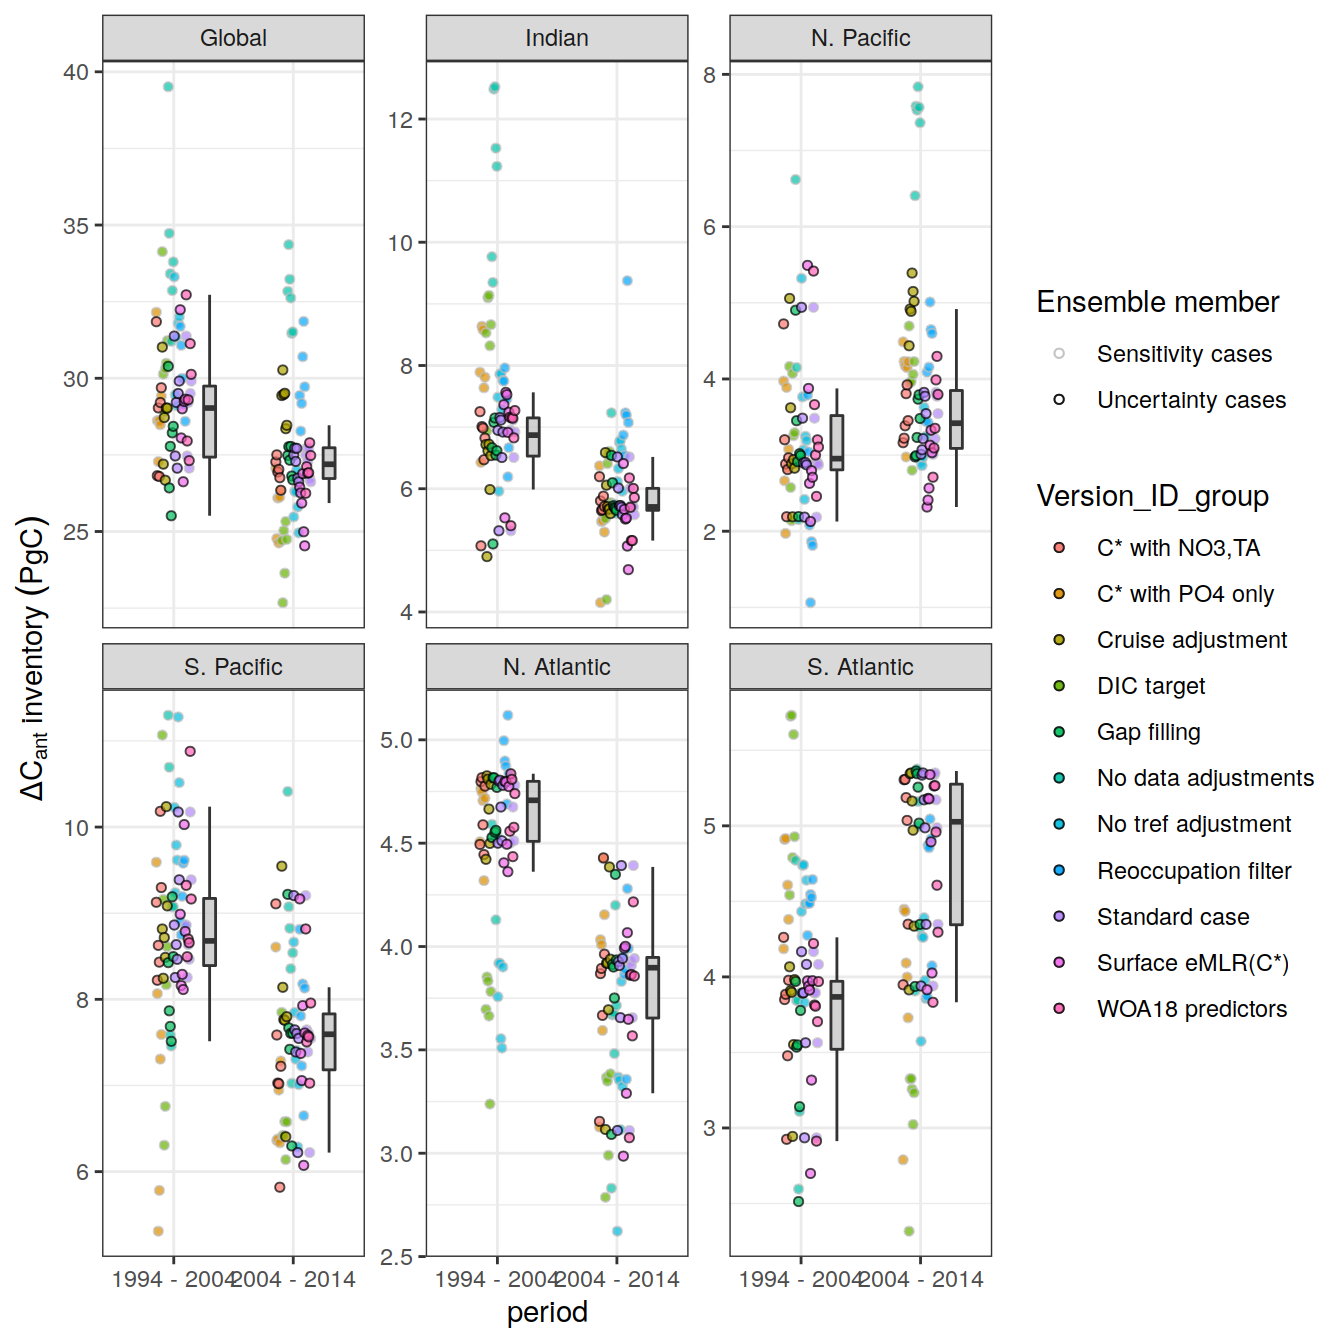 Global
Indian
N. Pacific
40
35
30
25
12
10
8
6
4
8
6
4
2
S. Pacific
N. Atlantic
S. Atlantic
10
8
6
5.0
4.5
4.0
3.5
3.0
2.5
5
4
3
1994 - 2004
2004 - 2014
1994 - 2004
2004 - 2014
1994 - 2004
2004 - 2014
period
ΔCant inventory (PgC)
Ensemble member
Sensitivity cases
Uncertainty cases
Version_ID_group
C* with NO3,TA
C* with PO4 only
Cruise adjustment
DIC target
Gap filling
No data adjustments
No tref adjustment
Reoccupation filter
Standard case
Surface eMLR(C*)
WOA18 predictors